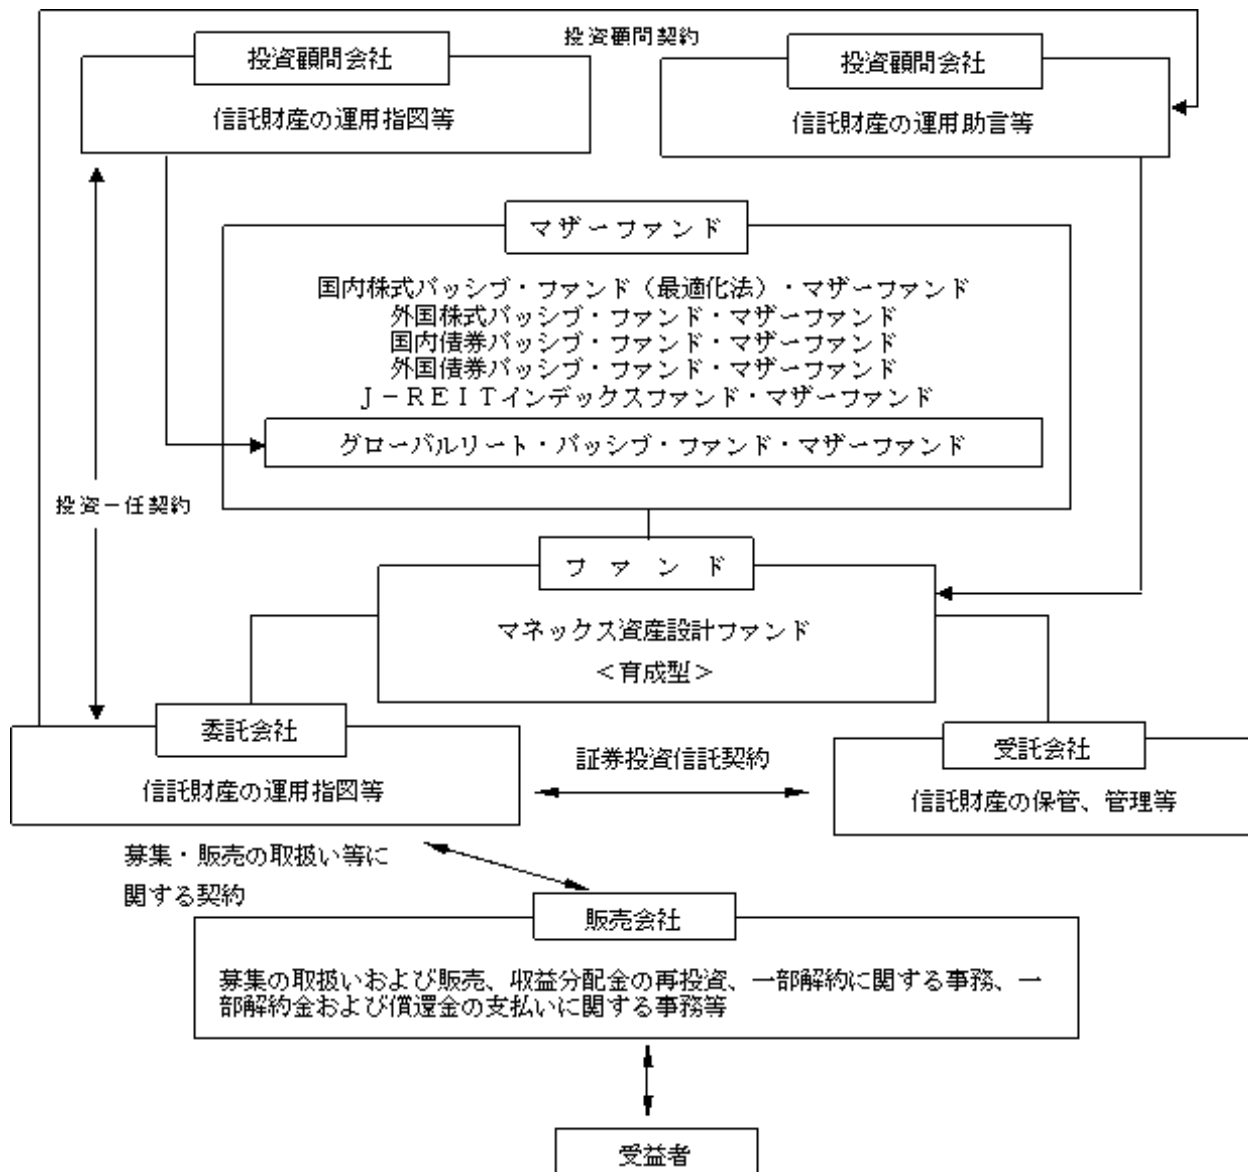 投資顧問契約
投資顧問会社
信託財産の運用指図等
投資顧問会社
信託財産の運用助言等
マザーファンド
国内株式パッシブ・ファンド（最適化法）・マザーファンド
外国株式パッシブ・ファンド・マザーファンド
国内債券パッシブ・ファンド・マザーファンド
外国債券パッシブ・ファンド・マザーファンド
Ｊ－ＲＥＩＴインデックスファンド・マザーファンド
グローバルリート・パッシブ・ファンド・マザーファンド
投資一任契約
ファンド
マネックス資産設計ファンド
＜育成型＞
委託会社
信託財産の運用指図等
証券投資信託契約
受託会社
信託財産の保管、管理等
募集・販売の取扱い等に
関する契約
販売会社
募集の取扱いおよび販売、収益分配金の再投資、一部解約に関する事務、一
部解約金および償還金の支払いに関する事務等
受益者